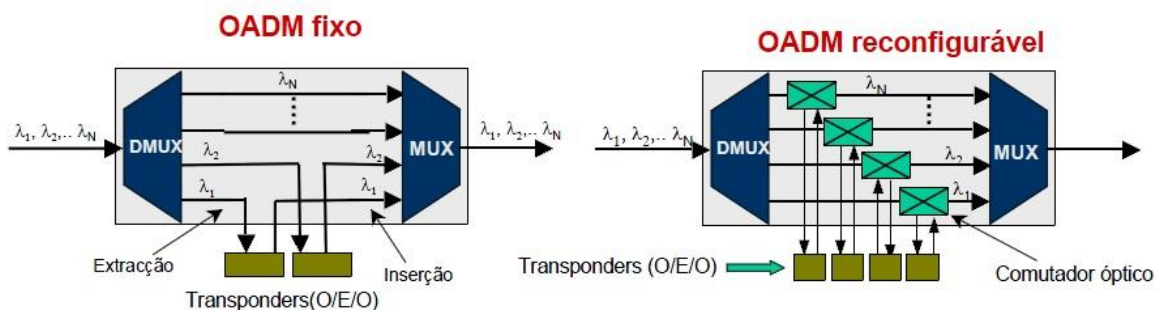 OADM fixo
λN
λ1, λ2,.. λN
DMUX
MUX
λ1, λ2,.. λN
λ2
λ2
λ1
λ1
Extracção
Inserção
Transponders(O/E/O)
OADM reconfigurável
λN
λ1, λ2,.. λN
DMUX
MUX
λ2
λ1
Transponders (O/E/O)
Comutador óptico